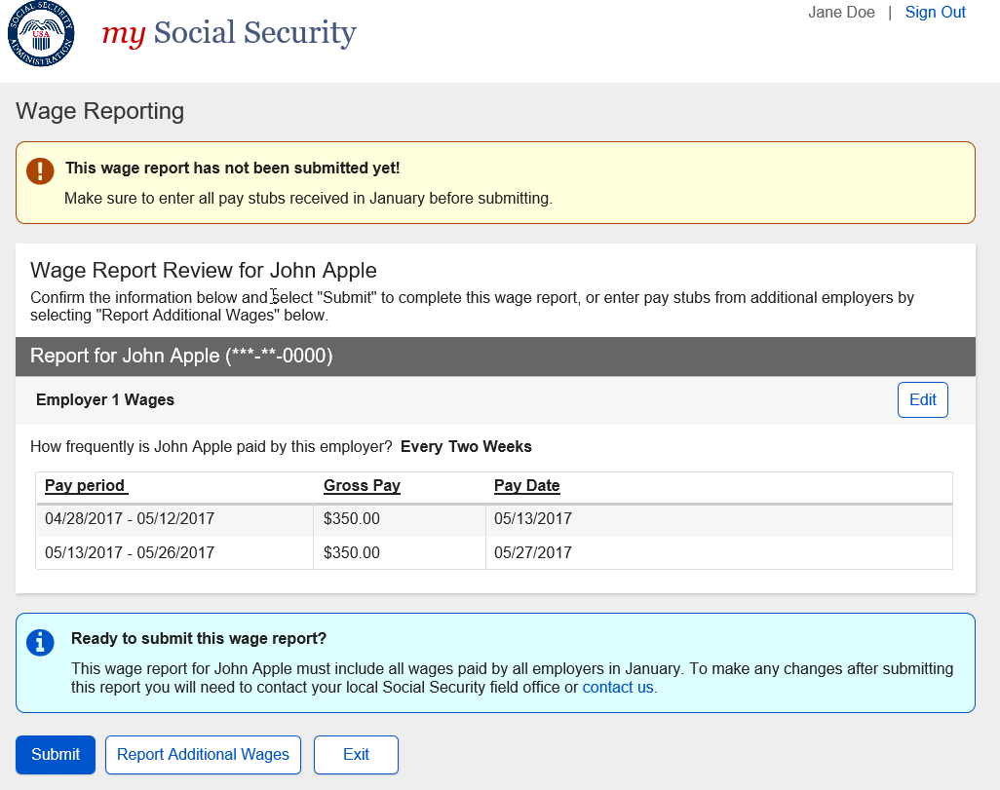 SOCIAL SECURITY
USA
ADMINISTRATION
my Social Security
Jane Doe | Sign Out
Wage Reporting
This wage report has not been submitted yet!
Make sure to enter all pay stubs received in January before submitting.
Wage Report Review for John Apple
Confirm the information below and select "Submit" to complete this wage report, or enter pay stubs from additional employers by
selecting "Report Additional Wages" below.
Report for John Apple (***-**-0000)
Employer 1 Wages
Edit
How frequently is John Apple paid by this employer? Every Two Weeks
Pay period Gross Pay Pay Date
04/28/2017 - 05/12/2017 $350.00 05/13/2017
05/13/2017 - 05/26/2017 $350.00 05/27/2017
Ready to submit this wage report?
This wage report for John Apple must include all wages paid by all employers in January. To make any changes after submitting
this report you will need to contact your local Social Security field office or contact us.
Submit Report Additional Wages Exit